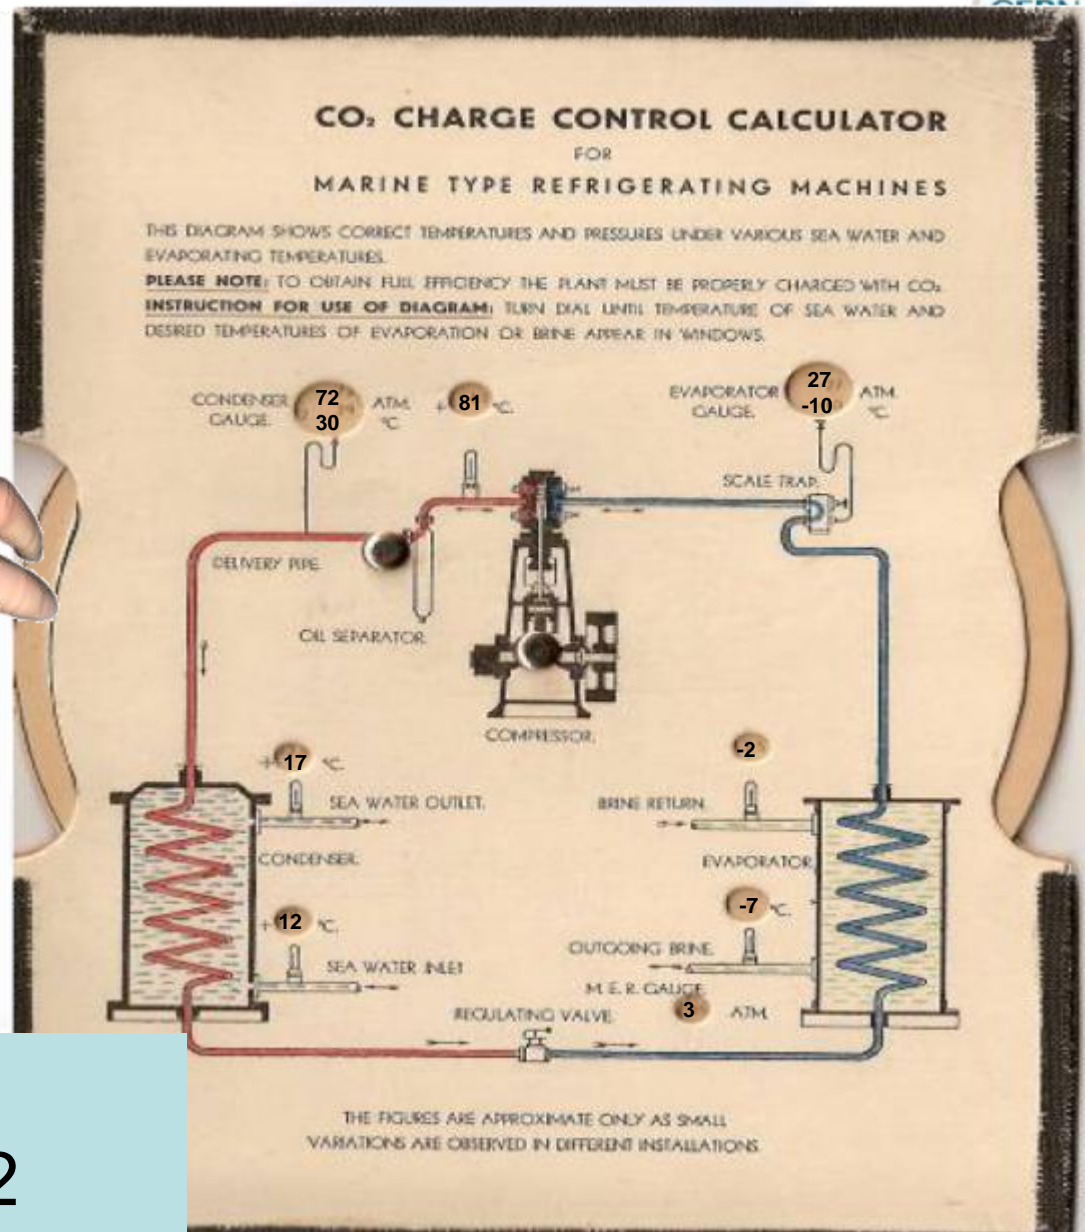 CO₂ CHARGE CONTROL CALCULATOR
FOR
MARINE TYPE REFRIGERATING MACHINES
THIS DIAGRAM SHOWS CORRECT TEMPERATURES AND PRESSURES UNDER VARIOUS SEA WATER AND
EVAPORATING TEMPERATURES.
PLEASE NOTE: TO OBTAIN FULL EFFICIENCY THE PLANT MUST BE PROPERLY CHARGED WITH CO₂
INSTRUCTION FOR USE OF DIAGRAM: TURN DIAL UNTIL TEMPERATURE OF SEA WATER AND
DESIRED TEMPERATURES OF EVAPORATION OR BRINE APPEAR IN WINDOWS.
CONDENSER 72 ATM.
GAUGE. 30 °C
+ 81 °C.
EVAPORATOR 27 ATM.
GAUGE. -10 °C.
SCALE TRAP.
DELIVERY PIPE.
OIL SEPARATOR.
COMPRESSOR.
+ 17 °C.
SEA WATER OUTLET.
-2
BRINE RETURN.
CONDENSER.
EVAPORATOR.
+ 12 °C.
SEA WATER INLET
-7 °C.
OUTGOING BRINE.
M. E. R. GAUGE.
3 ATM.
REGULATING VALVE.
THE FIGURES ARE APPROXIMATE ONLY AS SMALL
VARIATIONS ARE OBSERVED IN DIFFERENT INSTALLATIONS.
2